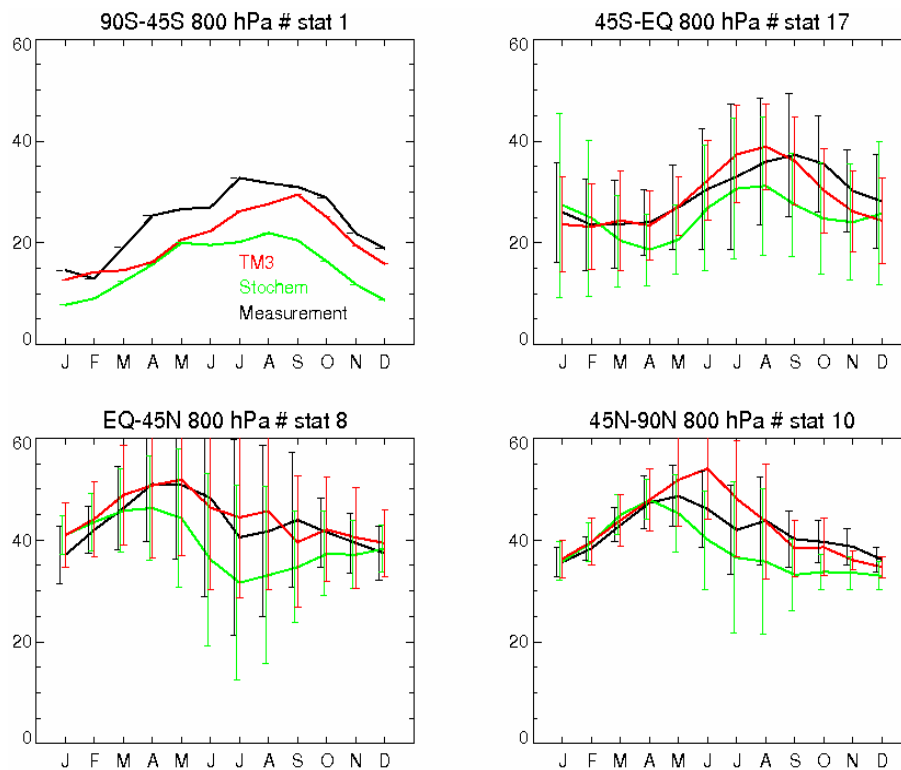 90S-45S 800 hPa # stat 1
60
40
20
0
TM3
Stochem
Measurement
J F M A M J J A S O N D
45S-EQ 800 hPa # stat 17
60
40
20
0
J F M A M J J A S O N D
EQ-45N 800 hPa # stat 8
60
40
20
0
J F M A M J J A S O N D
45N-90N 800 hPa # stat 10
60
40
20
0
J F M A M J J A S O N D